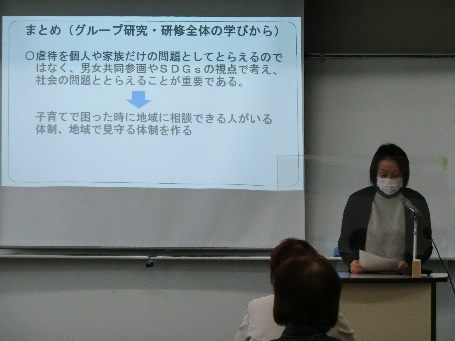 まとめ（グループ研究・研修全体の学びから）
○虐待を個人や家族だけの問題としてとらえるので
はなく、男女共同参画やＳＤＧｓの視点で考え、
社会の問題ととらえることが重要である。
子育てで困った時に地域に相談できる人がいる
体制、地域で見守る体制を作る